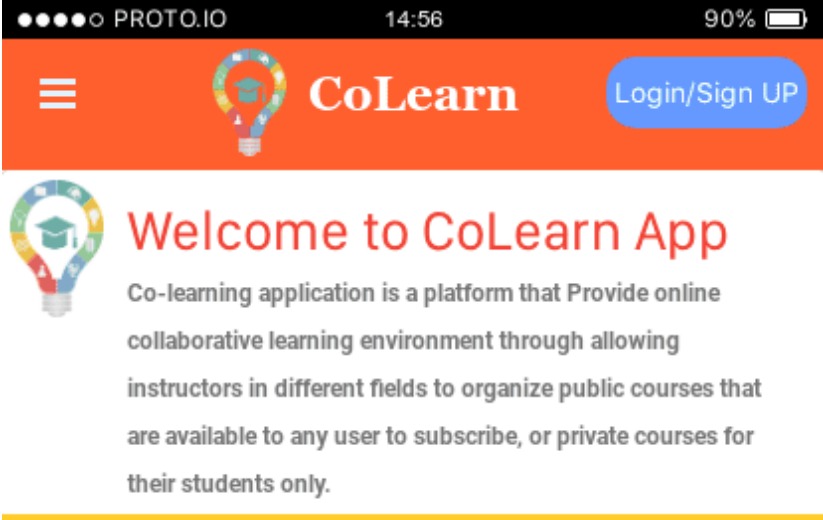 PROTO.IO 14:56 90%
CoLearn Login/Sign UP
Welcome to CoLearn App
Co-learning application is a platform that Provide online
collaborative learning environment through allowing
instructors in different fields to organize public courses that
are available to any user to subscribe, or private courses for
their students only.